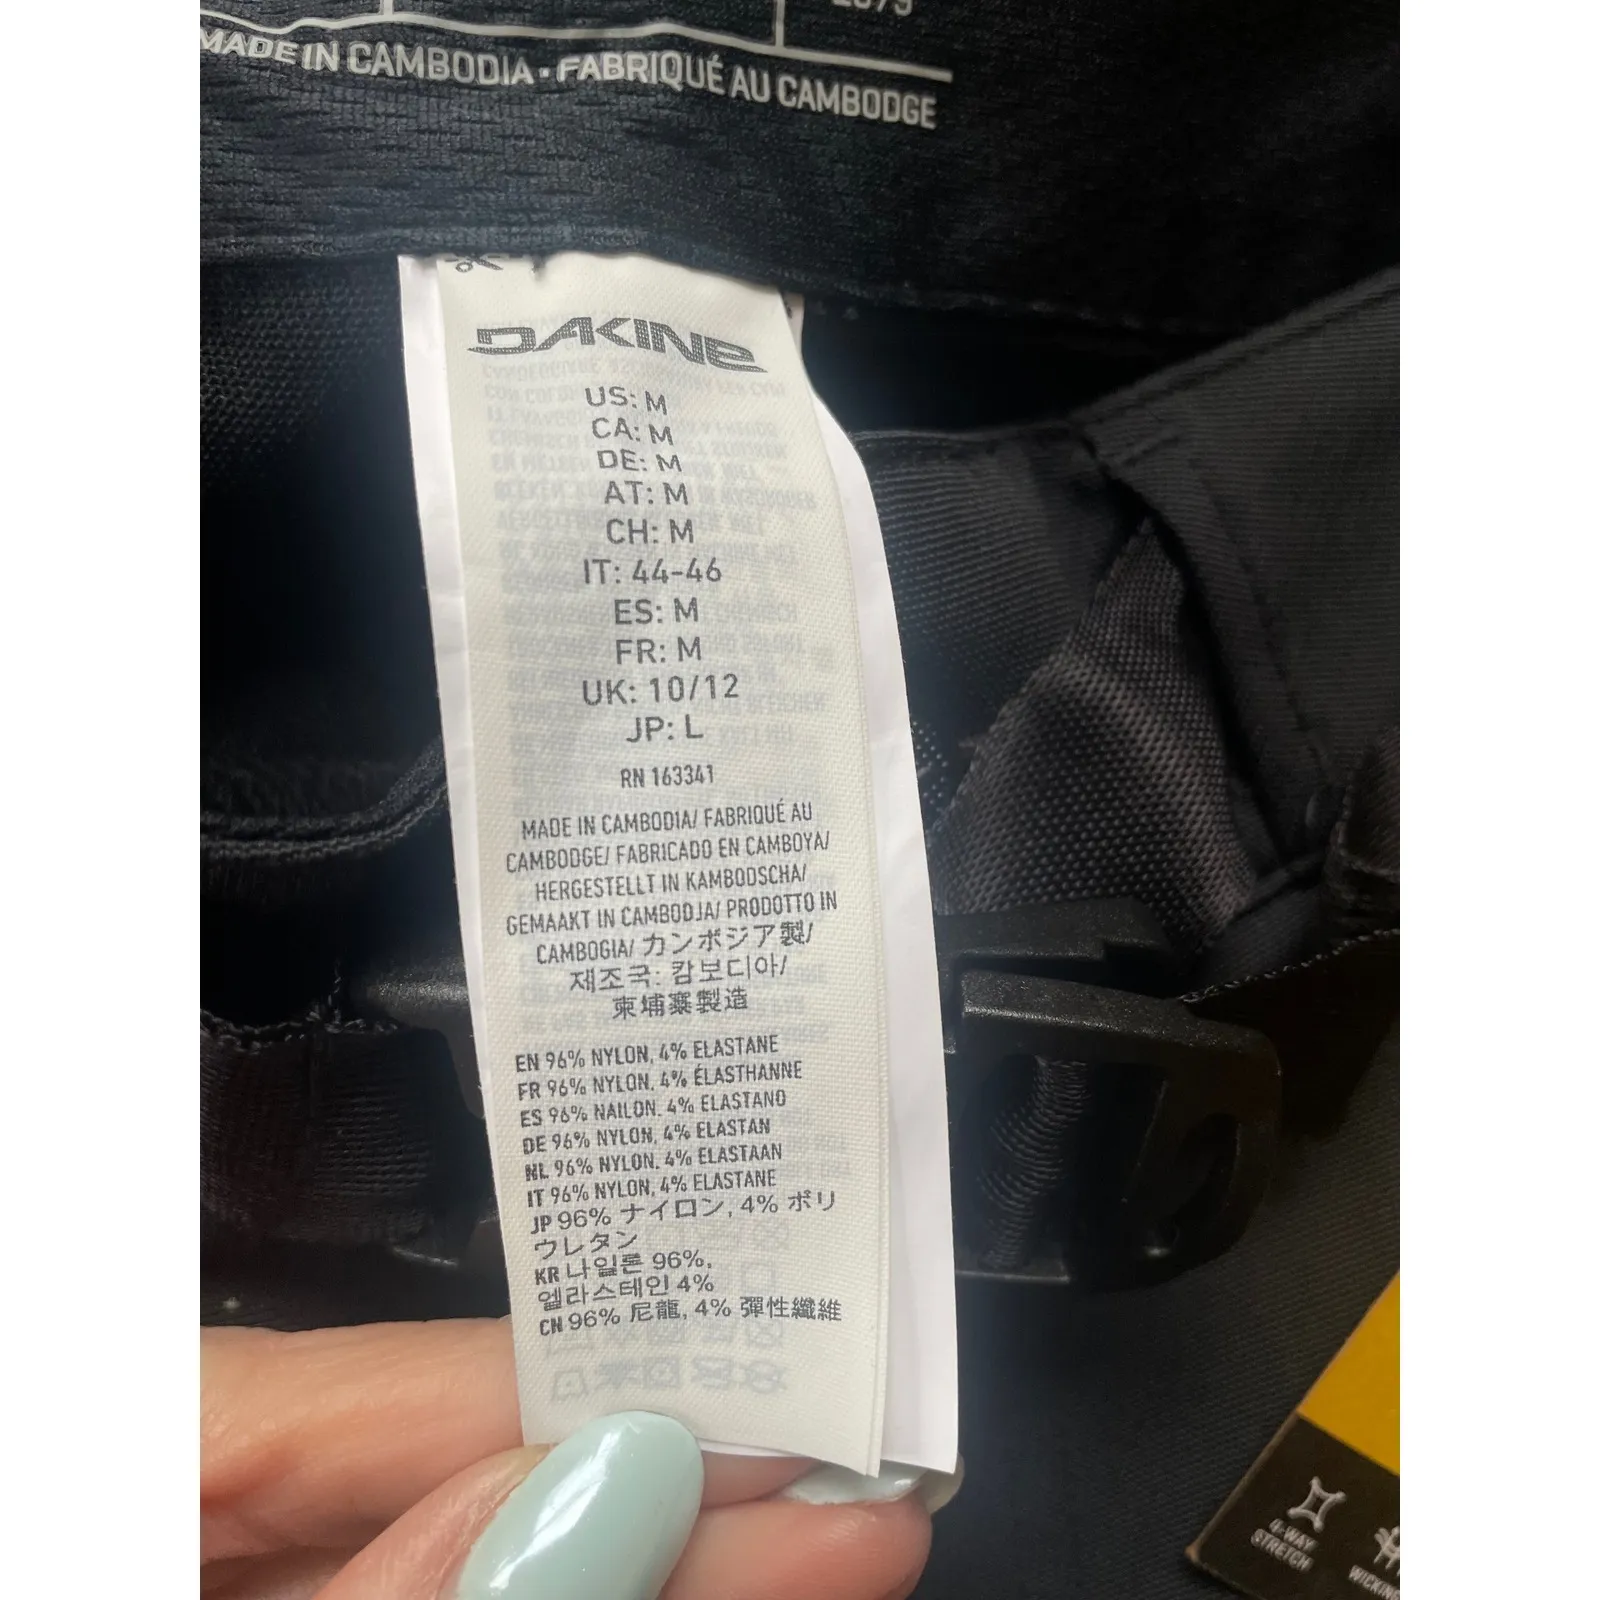 MADE IN CAMBODIA • FABRIQUÉ AU CAMBODGE
DAKINE
US: M
CA: M
DE: M
AT: M
CH: M
IT: 44-46
ES: M
FR: M
UK: 10/12
JP: L
RN 163341
MADE IN CAMBODIA/ FABRIQUÉ AU
CAMBODGE/ FABRICADO EN CAMBOYA/
HERGESTELLT IN KAMBODSCHA/
GEMAAKT IN CAMBODJA/ PRODOTTO IN
CAMBOGIA/ カンボジア製/
제조국: 캄보디아/
柬埔寨製造
EN 96% NYLON, 4% ELASTANE
FR 96% NYLON, 4% ÉLASTHANNE
ES 96% NAILON, 4% ELASTANO
DE 96% NYLON, 4% ELASTAN
NL 96% NYLON, 4% ELASTAAN
IT 96% NYLON, 4% ELASTANE
JP 96% ナイロン, 4% ポリ
ウレタン
KR 나일론 96%,
엘라스테인 4%
CN 96% 尼龍, 4% 彈性纖維
4-WAY
STRETCH
WICKING